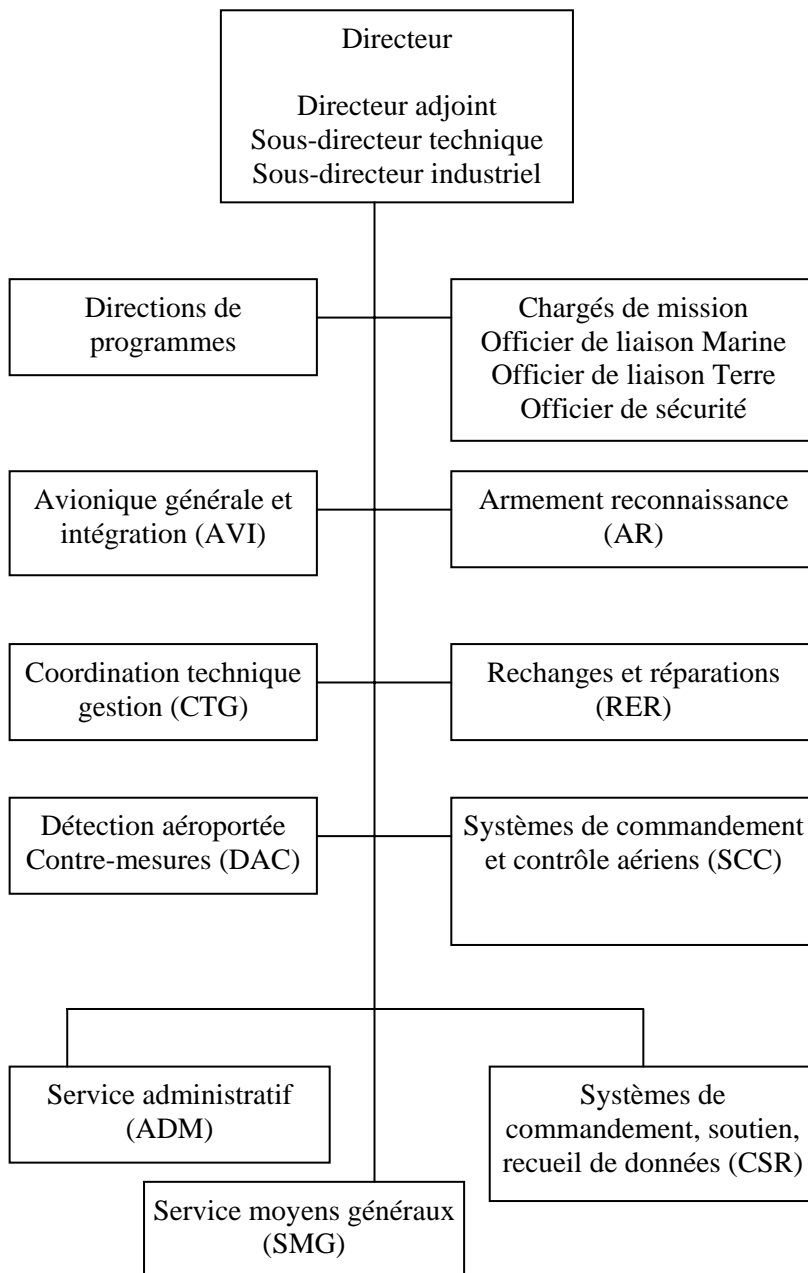 Directeur
Directeur adjoint
Sous-directeur technique
Sous-directeur industriel
Directions de
programmes
Chargés de mission
Officier de liaison Marine
Officier de liaison Terre
Officier de sécurité
Avionique générale et
intégration (AVI)
Armement reconnaissance
(AR)
Coordination technique
gestion (CTG)
Rechanges et réparations
(RER)
Détection aéroportée
Contre-mesures (DAC)
Systèmes de commandement
et contrôle aériens (SCC)
Service administratif
(ADM)
Systèmes de
commandement, soutien,
recueil de données (CSR)
Service moyens généraux
(SMG)